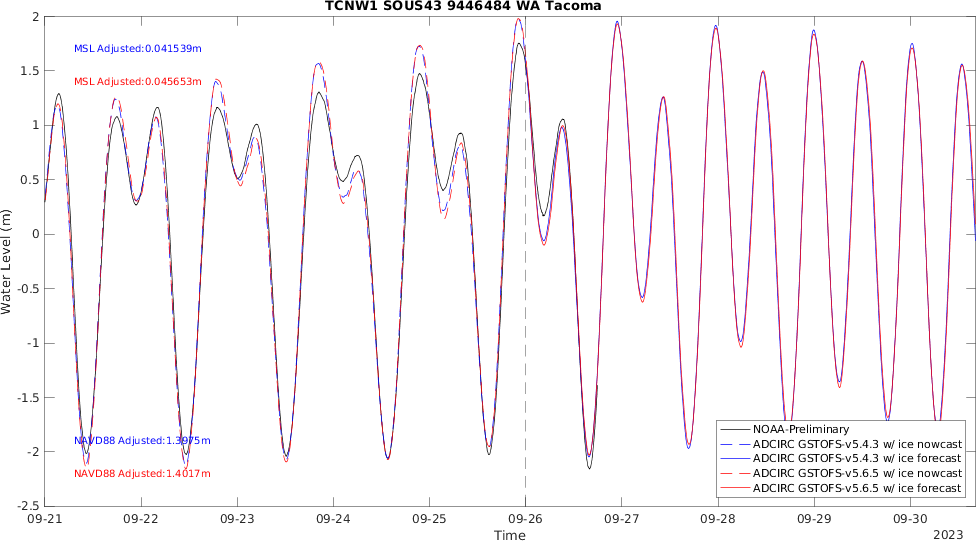 TCNW1 SOUS43 9446484 WA Tacoma
2
1.5
1
0.5
0
-0.5
-1
-1.5
-2
-2.5
Water Level (m)
MSL Adjusted:0.041539m
MSL Adjusted:0.045653m
NAVD88 Adjusted:1.3975m
NAVD88 Adjusted:1.4017m
NOAA-Preliminary
ADCIRC GSTOFS-v5.4.3 w/ ice nowcast
ADCIRC GSTOFS-v5.4.3 w/ ice forecast
ADCIRC GSTOFS-v5.6.5 w/ ice nowcast
ADCIRC GSTOFS-v5.6.5 w/ ice forecast
09-21 09-22 09-23 09-24 09-25 09-26 09-27 09-28 09-29 09-30
Time
2023